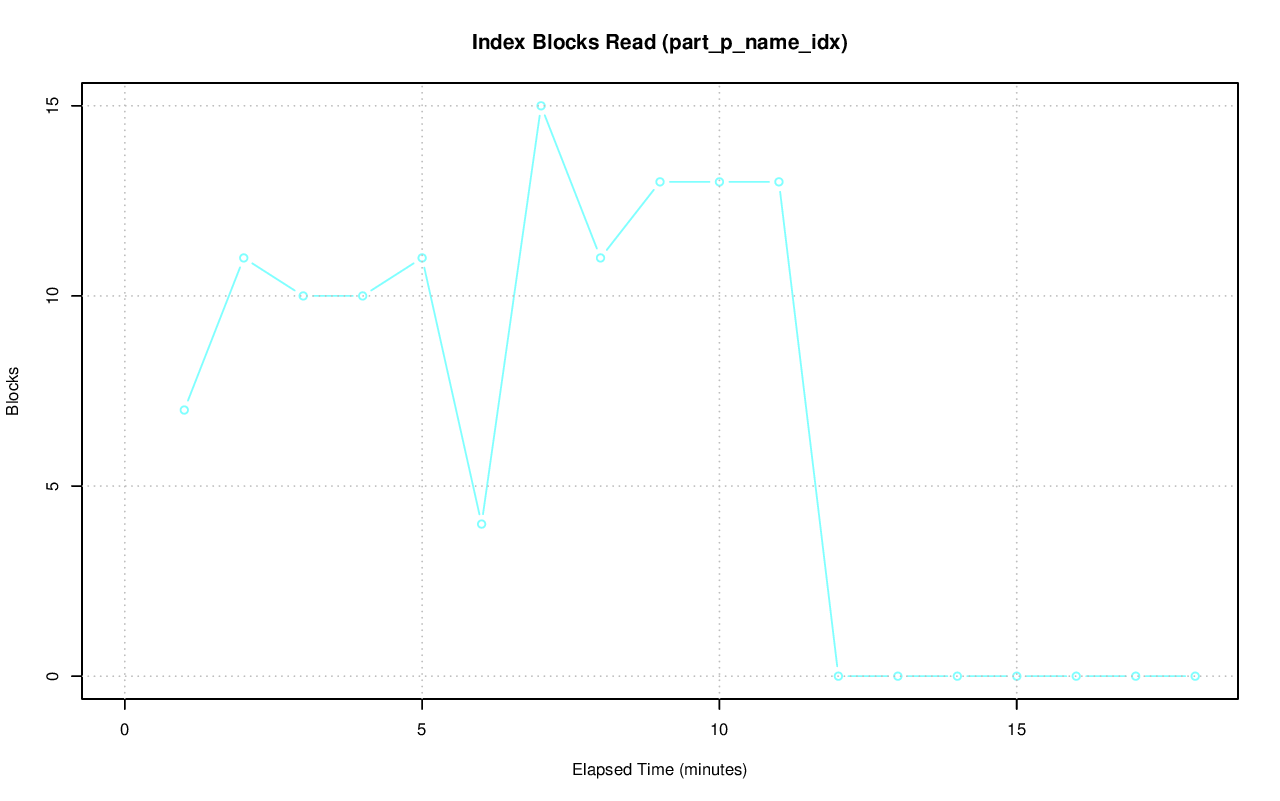 Index Blocks Read (part_p_name_idx)
15
10
5
0
Blocks
0 5 10 15
Elapsed Time (minutes)